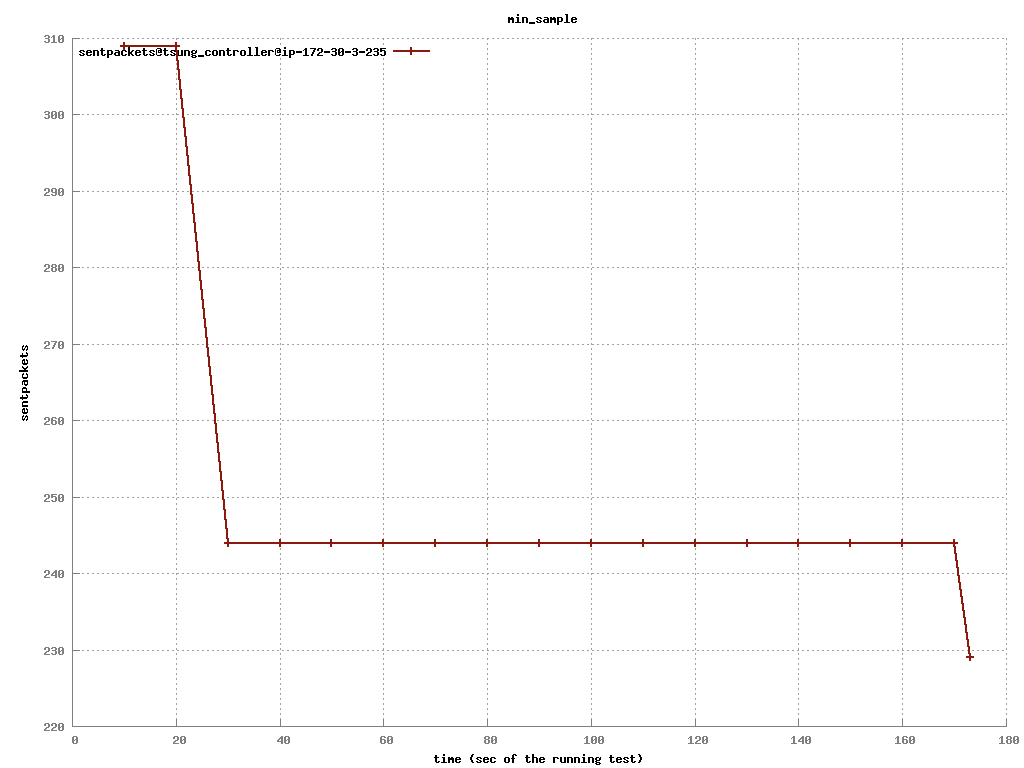 min_sample
310
sentpackets@tsung_controller@ip-172-30-3-235
300
290
280
270
sentpackets
260
250
240
230
220
0 20 40 60 80 100 120 140 160 180
time (sec of the running test)